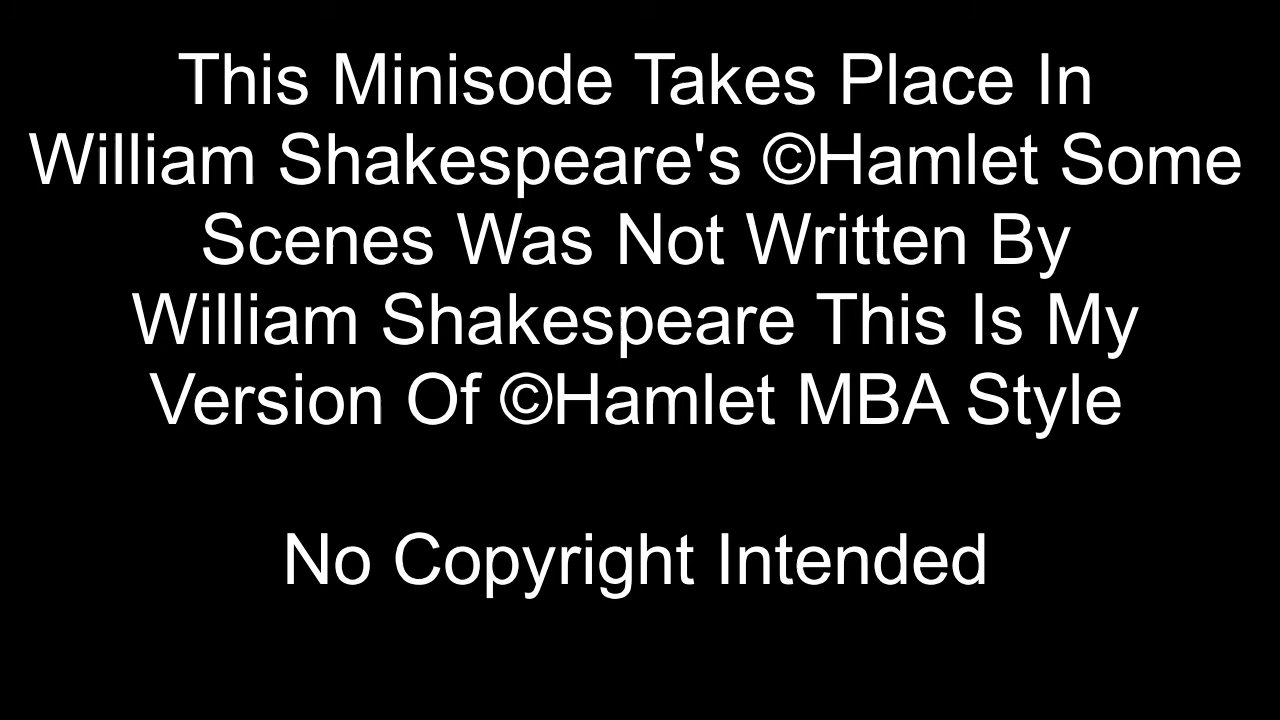 This Minisode Takes Place In
William Shakespeare's ©Hamlet Some
Scenes Was Not Written By
William Shakespeare This Is My
Version Of ©Hamlet MBA Style
No Copyright Intended